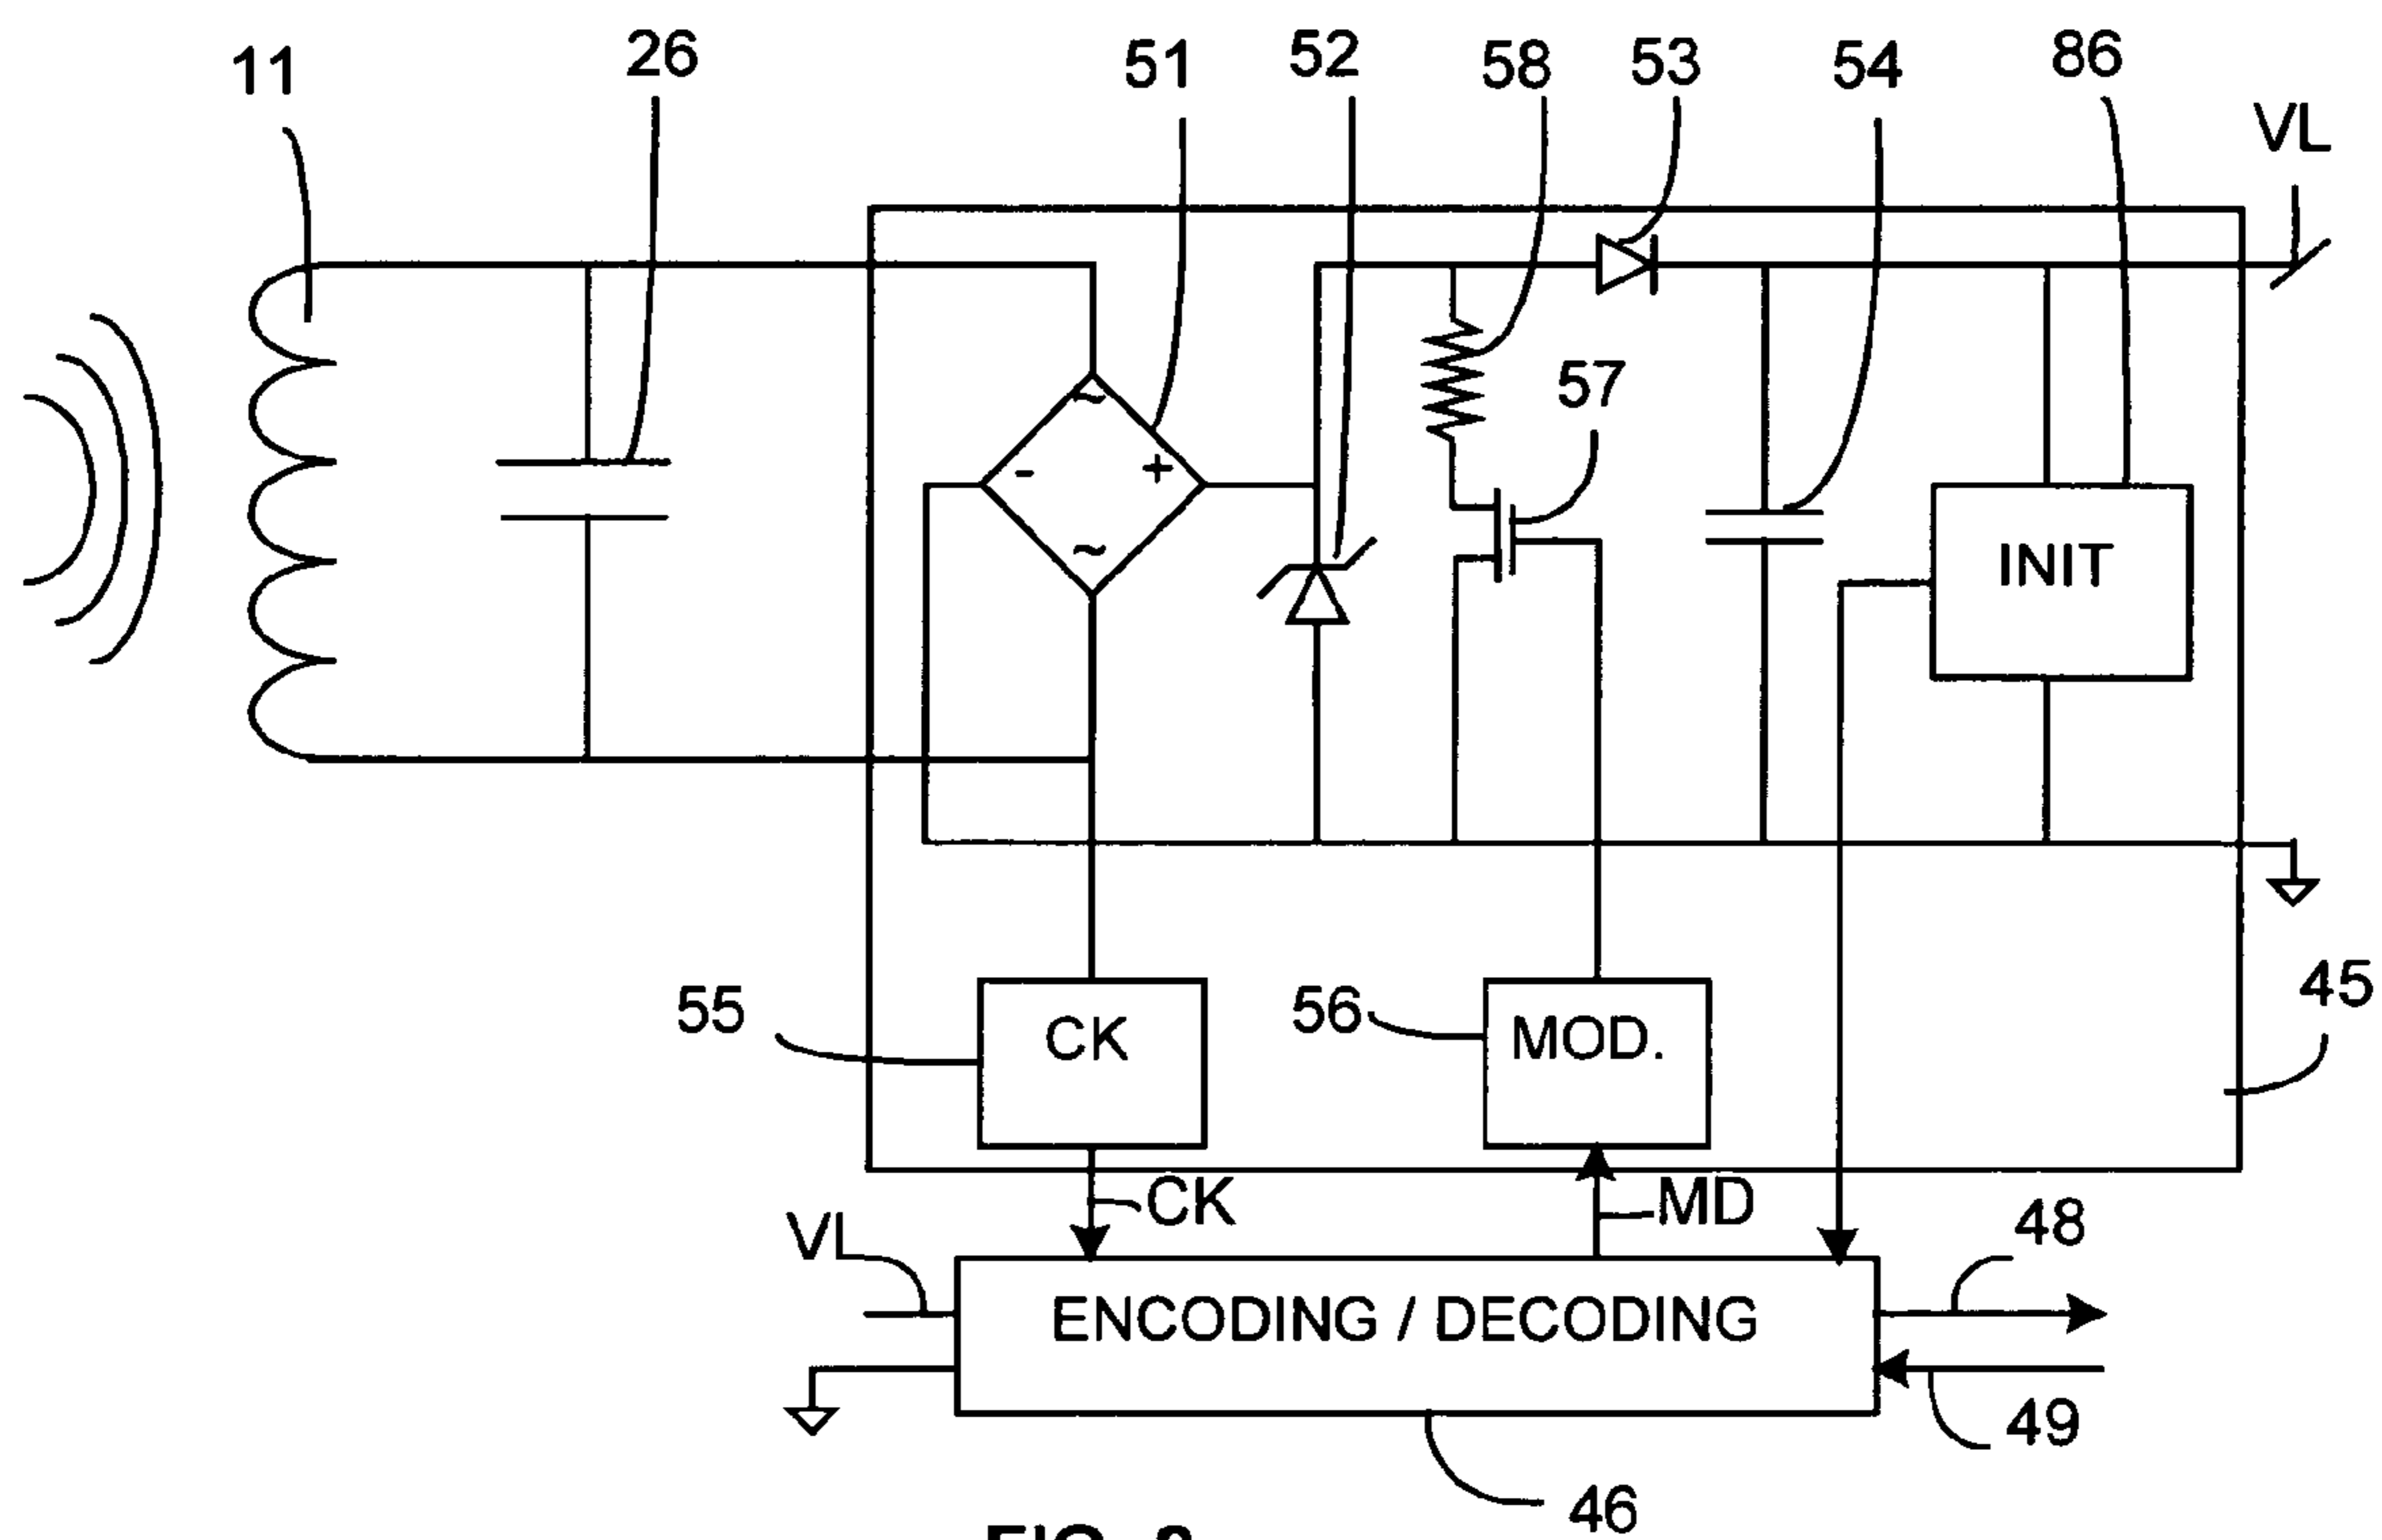 11
26
51
52
58
53
54
86
VL
57
~
-
+
~
INIT
55
CK
56
MOD.
45
CK
MD
VL
48
ENCODING / DECODING
49
46